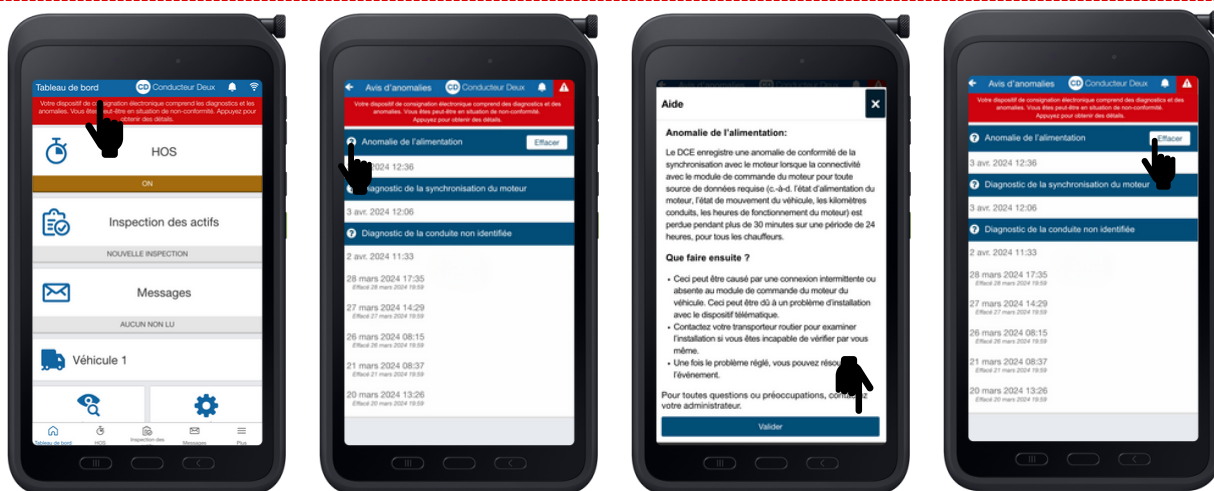 Tableau de bord
CD Conducteur Deux
Votre dispositif de consignation électronique comprend les diagnostics et les
anomalies. Vous êtes peut-être en situation de non-conformité. Appuyez pour
obtenir des détails.
HOS
ON
Inspection des actifs
NOUVELLE INSPECTION
Messages
AUCUN NON LU
Véhicule 1
Tableau de bord
HOS
Inspection des
Messages
Plus
Avis d'anomalies
CD Conducteur Deux
Votre dispositif de consignation électronique comprend des diagnostics et des
anomalies. Vous êtes peut-être en situation de non-conformité.
Appuyez pour obtenir des détails.
Anomalie de l'alimentation
Effacer
2024 12:36
Diagnostic de la synchronisation du moteur
3 avr. 2024 12:06
Diagnostic de la conduite non identifiée
2 avr. 2024 11:33
28 mars 2024 17:35
Effacé 28 mars 2024 19:59
27 mars 2024 14:29
Effacé 27 mars 2024 19:59
26 mars 2024 08:15
Effacé 26 mars 2024 19:59
21 mars 2024 08:37
Effacé 21 mars 2024 19:59
20 mars 2024 13:26
Effacé 20 mars 2024 19:59
Aide
Anomalie de l'alimentation:
Le DCE enregistre une anomalie de conformité de la
synchronisation avec le moteur lorsque la connectivité
avec le module de commande du moteur pour toute
source de données requise (c.-à-d. l'état d'alimentation du
moteur, l'état de mouvement du véhicule, les kilomètres
conduits, les heures de fonctionnement du moteur) est
perdue pendant plus de 30 minutes sur une période de 24
heures, pour tous les chauffeurs.
Que faire ensuite ?
• Ceci peut être causé par une connexion intermittente ou
absente au module de commande du moteur du
véhicule. Ceci peut être dû à un problème d'installation
avec le dispositif télématique.
• Contactez votre transporteur routier pour examiner
l'installation si vous êtes incapable de vérifier par vous
même.
• Une fois le problème réglé, vous pouvez
l'événement.
Pour toutes questions ou préoccupations,
votre administrateur.
Valider
Avis d'anomalies
CD Conducteur Deux
Votre dispositif de consignation électronique comprend des diagnostics et des
anomalies. Vous êtes peut-être en situation de non-conformité.
Appuyez pour obtenir des détails.
Anomalie de l'alimentation
Effacer
3 avr. 2024 12:36
Diagnostic de la synchronisation du moteur
3 avr. 2024 12:06
Diagnostic de la conduite non identifiée
2 avr. 2024 11:33
28 mars 2024 17:35
Effacé 28 mars 2024 19:59
27 mars 2024 14:29
Effacé 27 mars 2024 19:59
26 mars 2024 08:15
Effacé 26 mars 2024 19:59
21 mars 2024 08:37
Effacé 21 mars 2024 19:59
20 mars 2024 13:26
Effacé 20 mars 2024 19:59